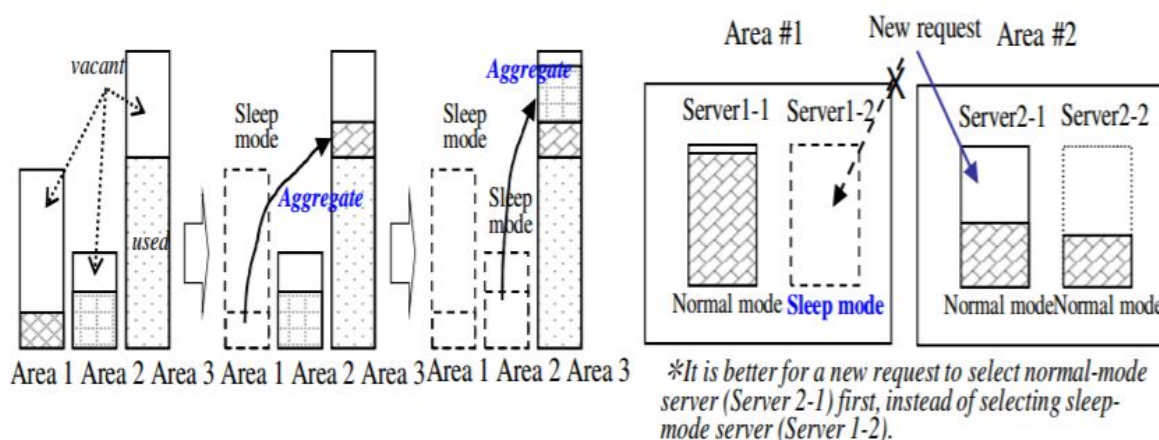 vacant
used
Area 1 Area 2 Area 3
Sleep
mode
Aggregate
Area 1 Area 2 Area 3
Aggregate
Sleep
mode
Sleep
mode
Area 1 Area 2 Area 3
New request
Area #1
Area #2
X
Server1-1
Server1-2
Server2-1
Server2-2
Normal mode
Sleep mode
Normal mode
Normal mode
*It is better for a new request to select normal-mode
server (Server 2-1) first, instead of selecting sleep-
mode server (Server 1-2).